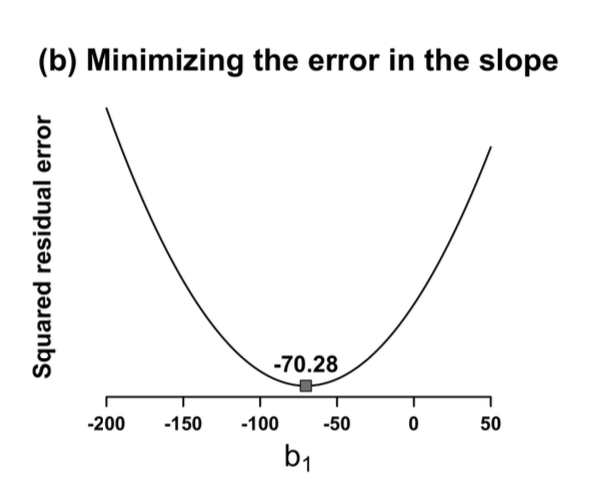 (b) Minimizing the error in the slope
Squared residual error
-70.28
-200 -150 -100 -50 0 50
b₁